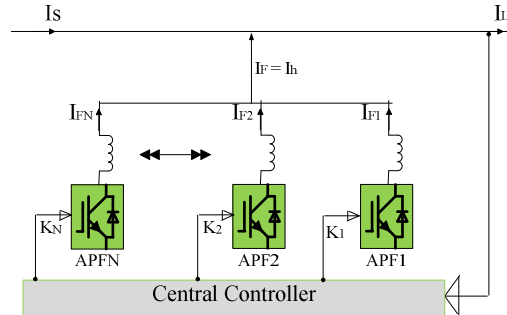 Is
IL
IF = Ih
IFN
IF2
IF1
KN
K2
K1
APFN
APF2
APF1
Central Controller